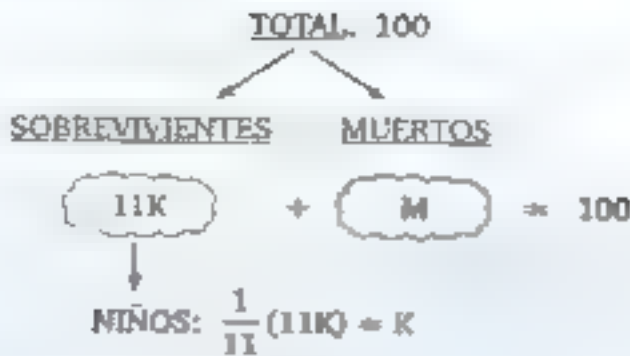 TOTAL. 100
SOBREVIVIENTES MUERTOS
11K + M = 100
NIÑOS: 1/11 (11K) = K